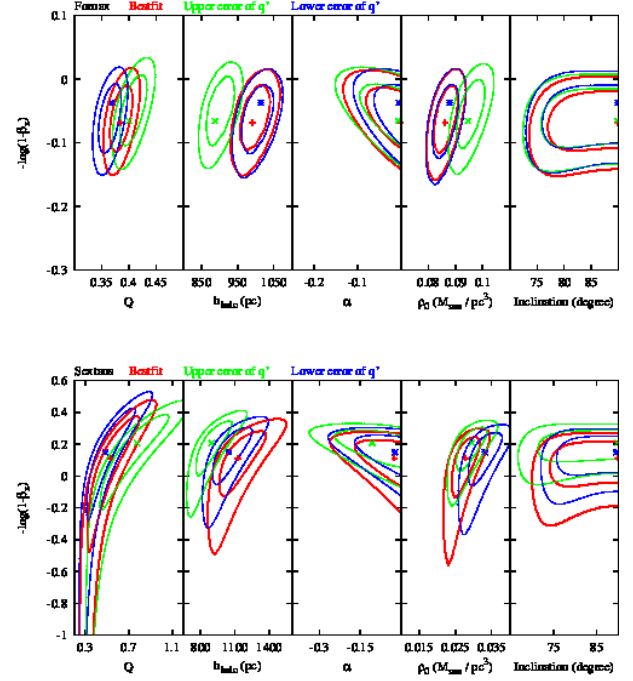 Fornax Bestfit Upper error of q' Lower error of q'
0.1
0
-0.1
-0.2
-0.3
-log(1-βz)
0.35 0.4 0.45 850 950 1050 -0.2 -0.1 0.08 0.09 0.1 75 80 85
Q bhalo (pc) α ρ0 (Msun / pc³) Inclination (degree)
Sextans Bestfit Upper error of q' Lower error of q'
0.6
0.4
0.2
0
-0.2
-0.4
-0.6
-0.8
-1
-log(1-βz)
0.3 0.7 1.1 800 1100 1400 -0.3 -0.1 0.015 0.025 0.035 75 85
Q bhalo (pc) α ρ0 (Msun / pc³) Inclination (degree)